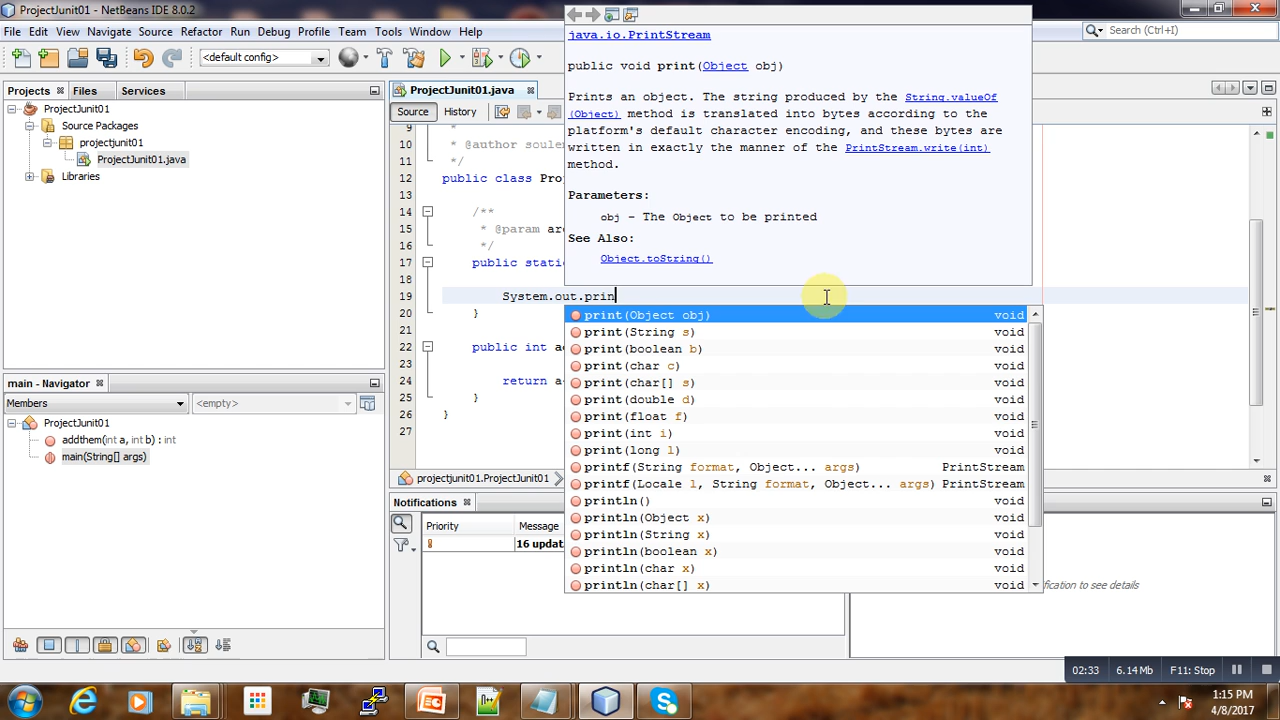 ProjectJunit01 - NetBeans IDE 8.0.2
File Edit View Navigate Source Refactor Run Debug Profile Team Tools Window Help
Search (Ctrl+I)
<default config>
Projects
Files
Services
ProjectJunit01
Source Packages
projectjunit01
ProjectJunit01.java
Libraries
ProjectJunit01.java
Source History
9 *
10 * @author soule
11 */
12 public class Pro
13
14 /**
15 * @param ar
16 */
17 public stati
18
19 System.out.prin
20 }
21
22 public int a
23
24 return a
25 }
26 }
27
java.io.PrintStream
public void print(Object obj)
Prints an object. The string produced by the String.valueOf
(Object) method is translated into bytes according to the
platform's default character encoding, and these bytes are
written in exactly the manner of the PrintStream.write(int)
method.
Parameters:
obj - The Object to be printed
See Also:
Object.toString()
print(Object obj) void
print(String s) void
print(boolean b) void
print(char c) void
print(char[] s) void
print(double d) void
print(float f) void
print(int i) void
print(long l) void
printf(String format, Object... args) PrintStream
printf(Locale l, String format, Object... args) PrintStream
println() void
println(Object x) void
println(String x) void
println(boolean x) void
println(char x) void
println(char[] x) void
main - Navigator
Members
<empty>
ProjectJunit01
addthem(int a, int b) : int
main(String[] args)
projectjunit01.ProjectJunit01
Notifications
Priority Message
16 updat
fication to see details
02:33 6.14 Mb F11: Stop
1:15 PM
4/8/2017